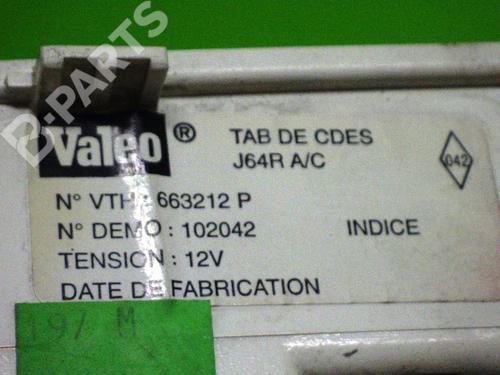 Valeo ® TAB DE CDES
J64R A/C
042
N° VTH : 663212 P
N° DEMO : 102042 INDICE
TENSION : 12V
DATE DE FABRICATION
197 M
B-PARTS